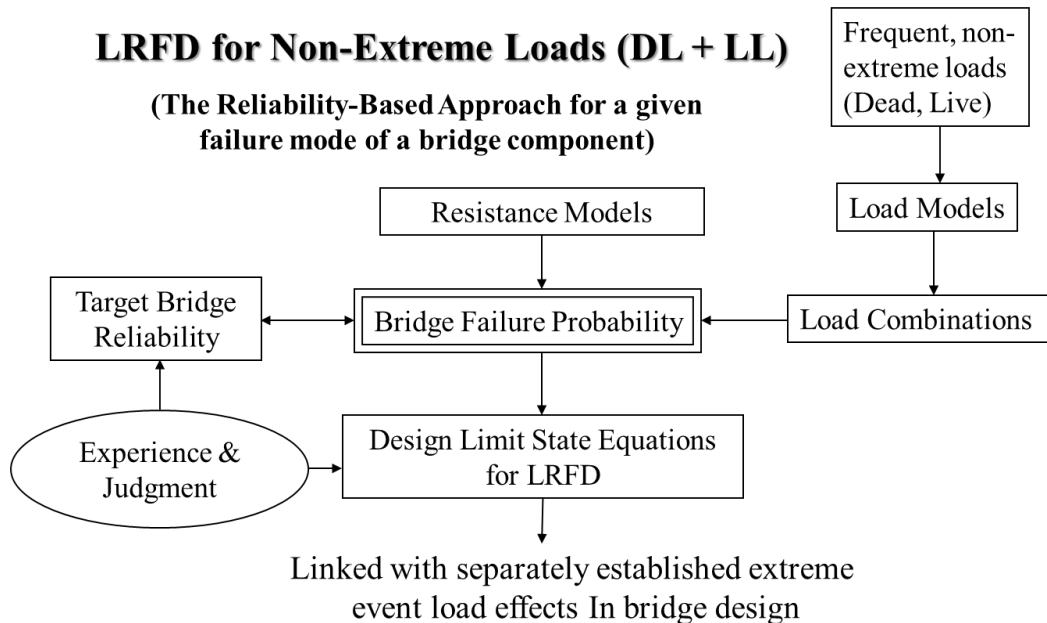 LRFD for Non-Extreme Loads (DL + LL)
(The Reliability-Based Approach for a given
failure mode of a bridge component)
Frequent, non-
extreme loads
(Dead, Live)
Resistance Models
Load Models
Target Bridge
Reliability
Bridge Failure Probability
Load Combinations
Experience &
Judgment
Design Limit State Equations
for LRFD
Linked with separately established extreme
event load effects In bridge design